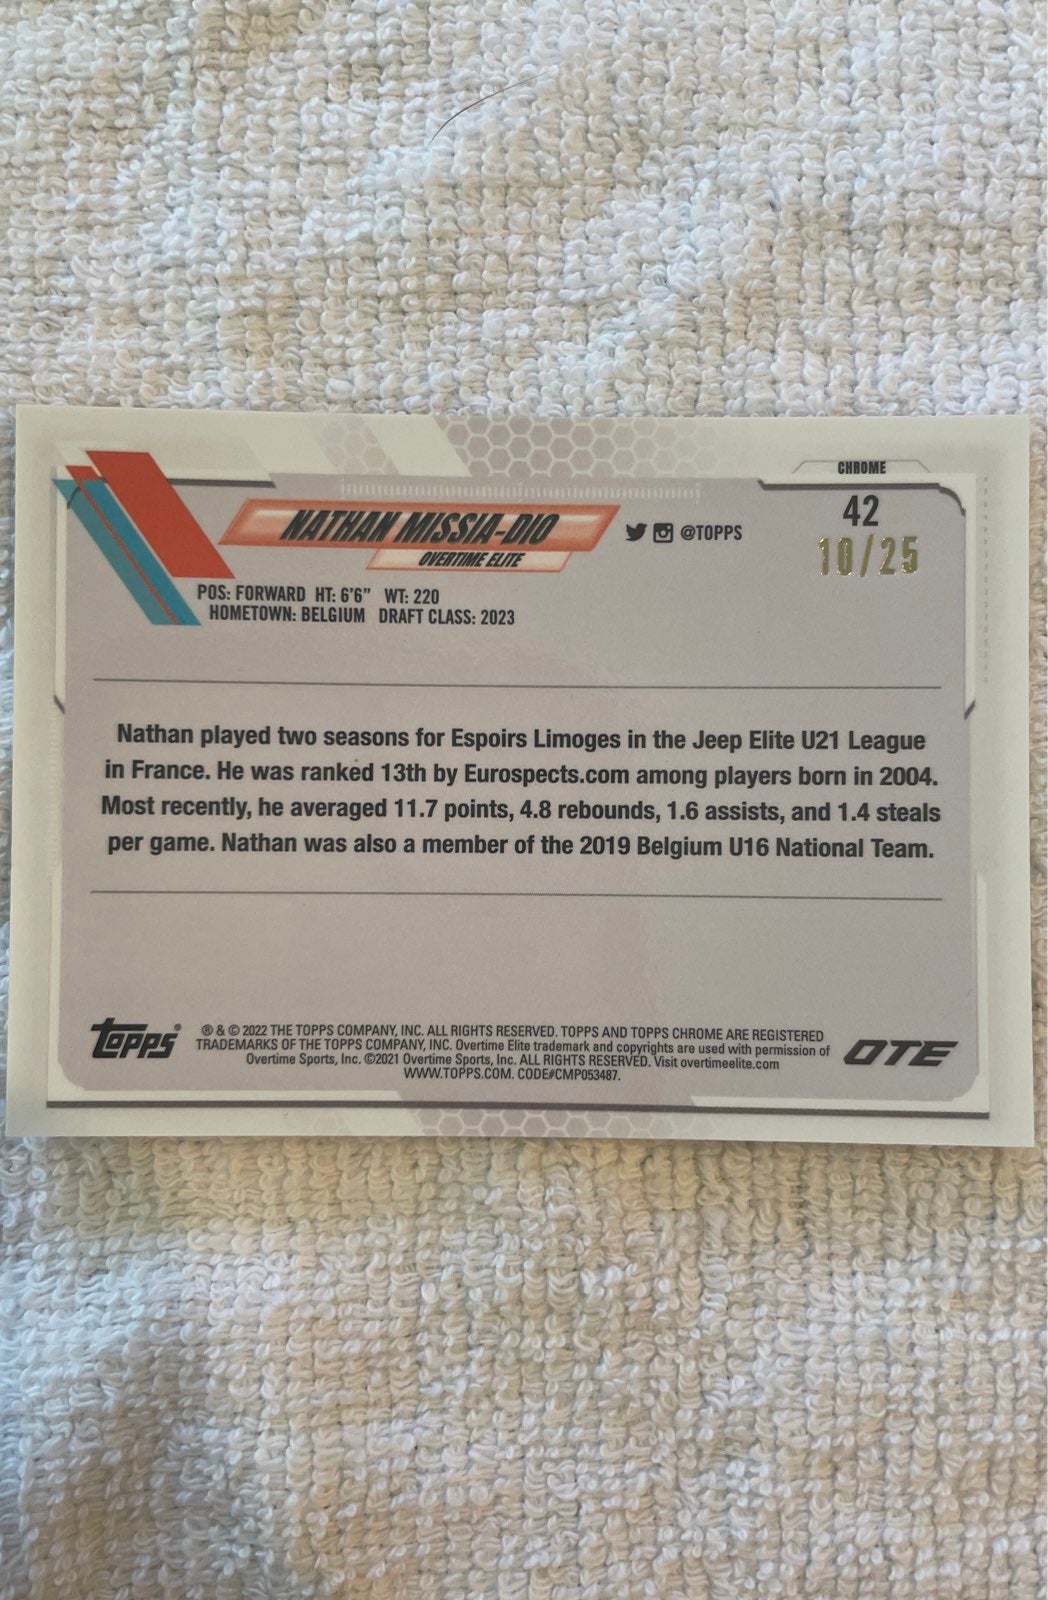 CHROME
42
10/25
NATHAN MISSIA-DIO
@TOPPS
OVERTIME ELITE
POS: FORWARD HT: 6'6" WT: 220
HOMETOWN: BELGIUM DRAFT CLASS: 2023
Nathan played two seasons for Espoirs Limoges in the Jeep Elite U21 League
in France. He was ranked 13th by Eurospects.com among players born in 2004.
Most recently, he averaged 11.7 points, 4.8 rebounds, 1.6 assists, and 1.4 steals
per game. Nathan was also a member of the 2019 Belgium U16 National Team.
topps®
® & © 2022 THE TOPPS COMPANY, INC. ALL RIGHTS RESERVED. TOPPS AND TOPPS CHROME ARE REGISTERED
TRADEMARKS OF THE TOPPS COMPANY, INC. Overtime Elite trademark and copyrights are used with permission of
Overtime Sports, Inc. ©2021 Overtime Sports, Inc. ALL RIGHTS RESERVED. Visit overtimeelite.com
WWW.TOPPS.COM. CODE#CMP053487.
OTE